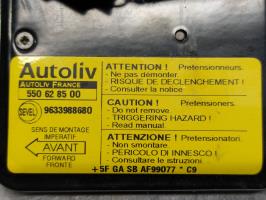 Autoliv
AUTOLIV FRANCE
550 62 85 00
SEVEL
9633988680
SENS DE MONTAGE
IMPERATIF
AVANT
FORWARD
FRONTE
ATTENTION ! Pretensionneurs.
- Ne pas démonter.
- RISQUE DE DECLENCHEMENT !
- Consulter la notice
CAUTION ! Pretensioners.
- Do not remove.
- TRIGGERING HAZARD !
- Read manual.
ATTENZIONE ! Pretensionatori.
- Non smontare.
- PERICOLO DI INNESCO !
- Consultare le istruzioni
+5F GA SB AF99077 * C9